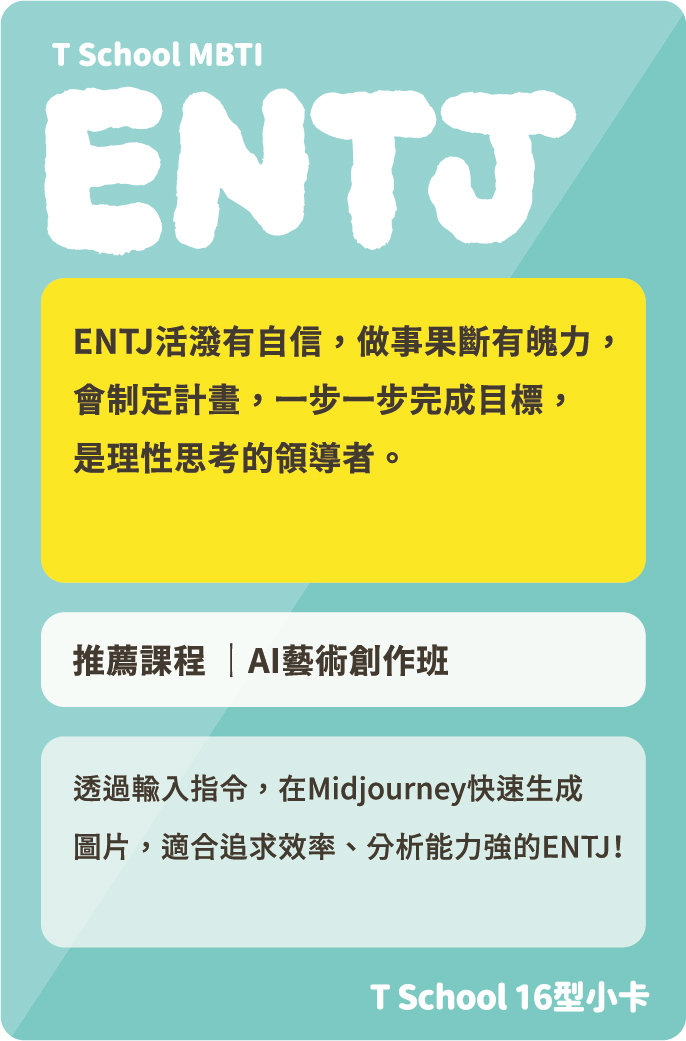 T School MBTI
ENTJ
ENTJ活潑有自信，做事果斷有魄力，
會制定計畫，一步一步完成目標，
是理性思考的領導者。
推薦課程｜AI藝術創作班
透過輸入指令，在Midjourney快速生成
圖片，適合追求效率、分析能力強的ENTJ！
T School 16型小卡